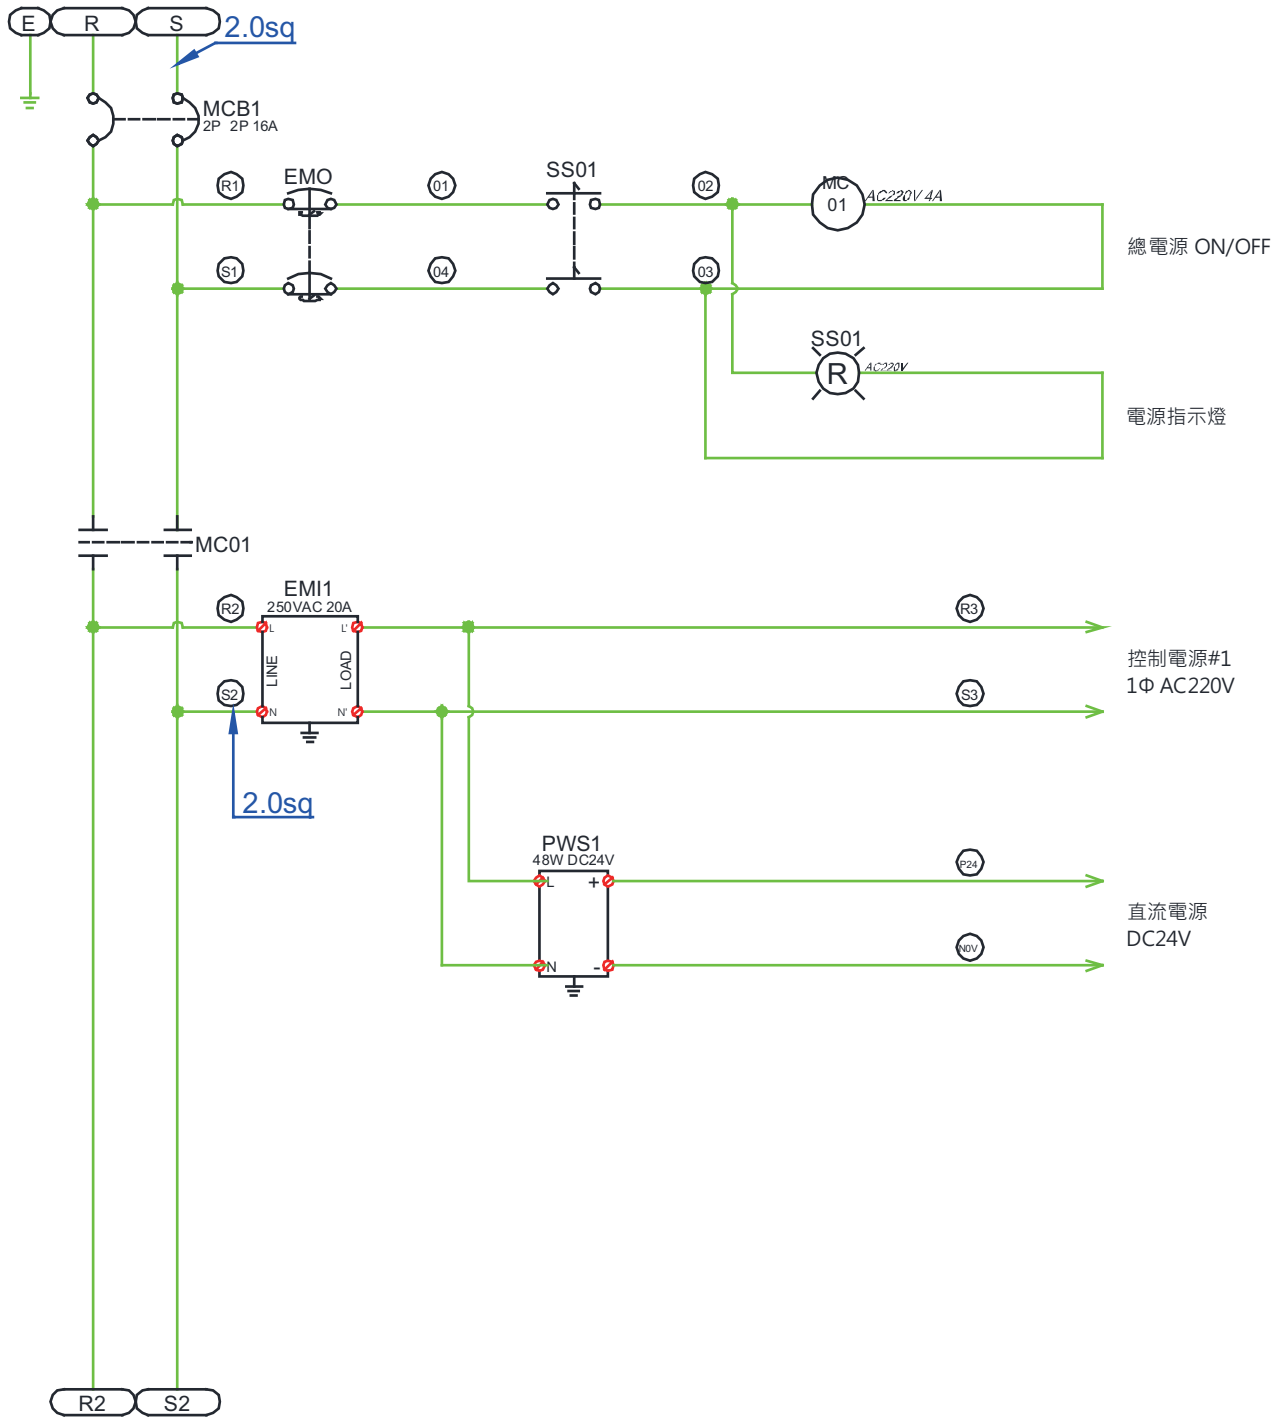 E R S
2.0sq
MCB1
2P 2P 16A
R1 EMO 01 SS01 02 MC 01 AC220V 4A
總電源 ON/OFF
S1 04 03
SS01
R AC220V
電源指示燈
MC01
EMI1
250VAC 20A
R2 L L' R3
LINE LOAD
控制電源#1
1Φ AC220V
S2 N N' S3
2.0sq
PWS1
48W DC24V
L + P24
直流電源
DC24V
N - N0V
R2 S2